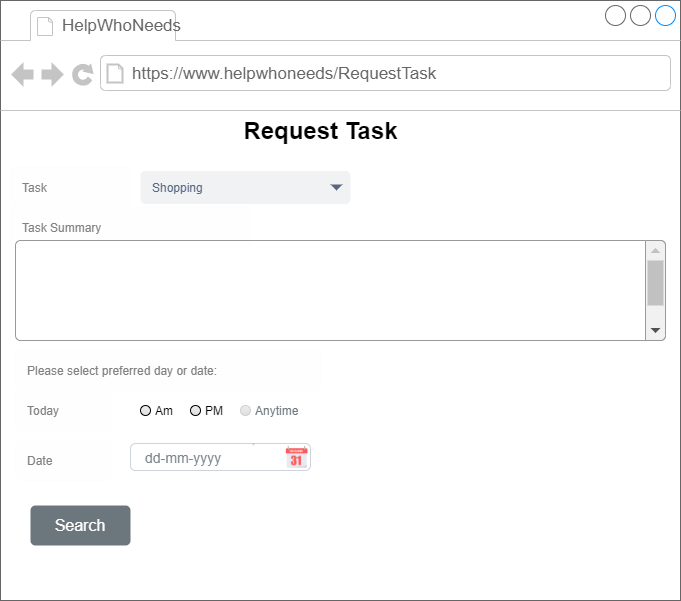 HelpWhoNeeds
https://www.helpwhoneeds/RequestTask
Request Task
Task Shopping
Task Summary
Please select preferred day or date:
Today Am PM Anytime
Date dd-mm-yyyy 31
Search